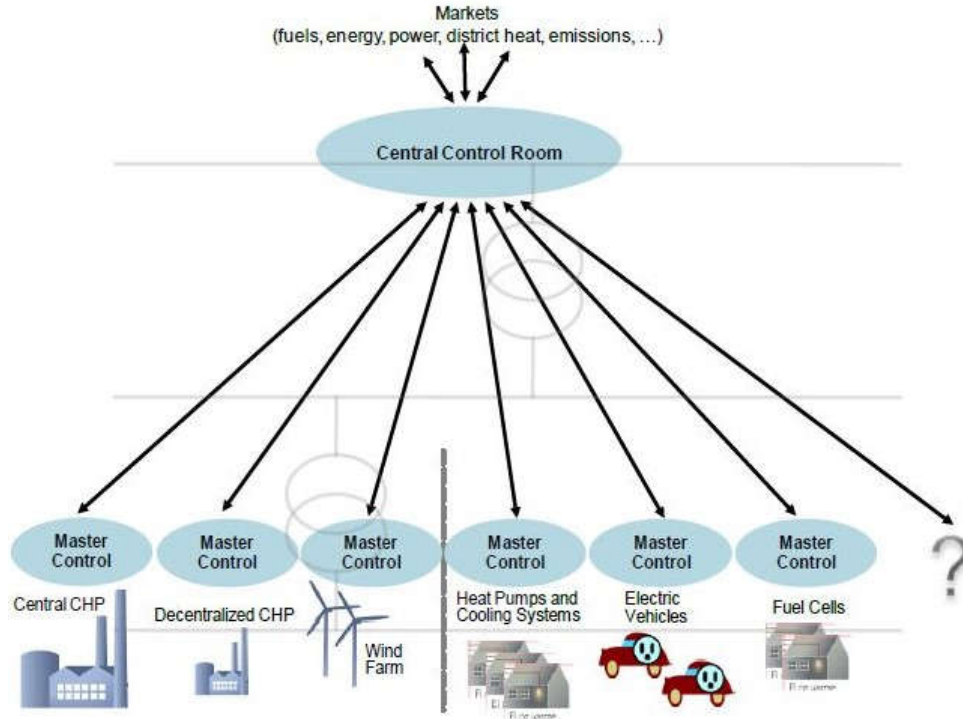 Markets
(fuels, energy, power, district heat, emissions, …)
Central Control Room
Master
Control
Master
Control
Master
Control
Master
Control
Master
Control
Master
Control
?
Central CHP
Decentralized CHP
Wind
Farm
Heat Pumps and
Cooling Systems
Electric
Vehicles
Fuel Cells